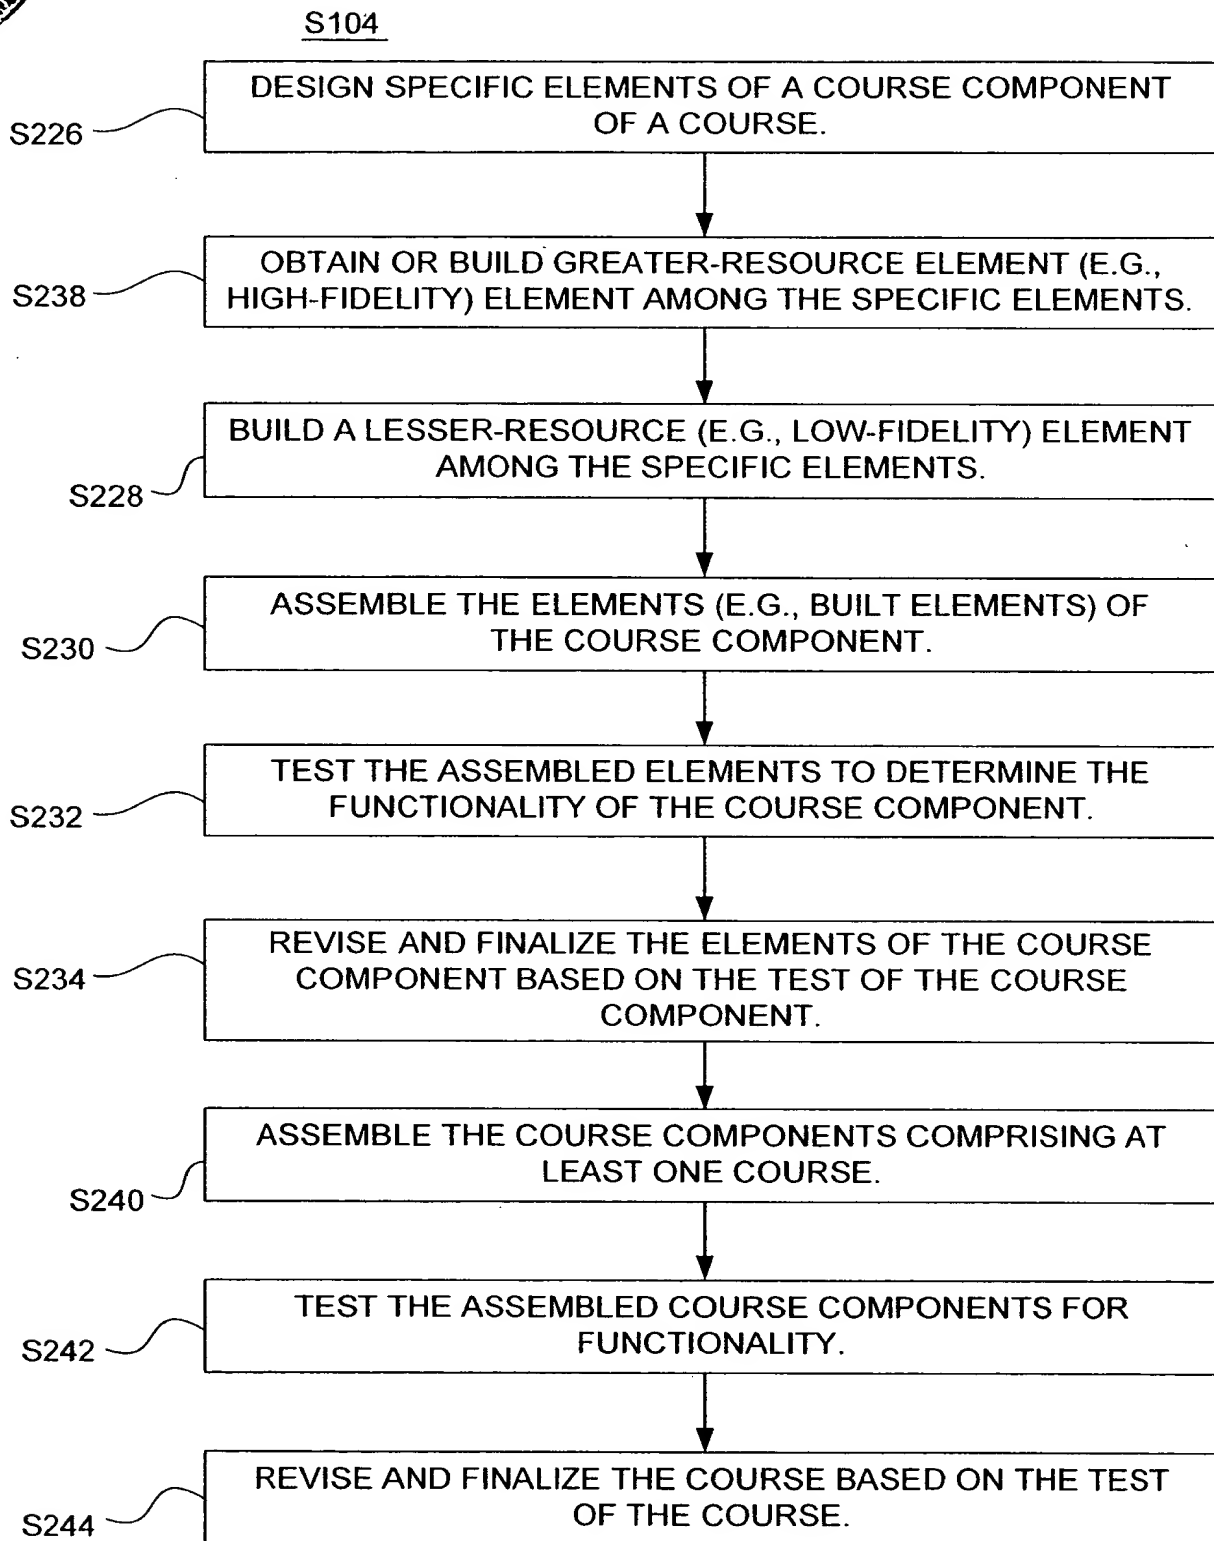 S104
DESIGN SPECIFIC ELEMENTS OF A COURSE COMPONENT
OF A COURSE.
S226
OBTAIN OR BUILD GREATER-RESOURCE ELEMENT (E.G.,
HIGH-FIDELITY) ELEMENT AMONG THE SPECIFIC ELEMENTS.
S238
BUILD A LESSER-RESOURCE (E.G., LOW-FIDELITY) ELEMENT
AMONG THE SPECIFIC ELEMENTS.
S228
ASSEMBLE THE ELEMENTS (E.G., BUILT ELEMENTS) OF
THE COURSE COMPONENT.
S230
TEST THE ASSEMBLED ELEMENTS TO DETERMINE THE
FUNCTIONALITY OF THE COURSE COMPONENT.
S232
REVISE AND FINALIZE THE ELEMENTS OF THE COURSE
COMPONENT BASED ON THE TEST OF THE COURSE
COMPONENT.
S234
ASSEMBLE THE COURSE COMPONENTS COMPRISING AT
LEAST ONE COURSE.
S240
TEST THE ASSEMBLED COURSE COMPONENTS FOR
FUNCTIONALITY.
S242
REVISE AND FINALIZE THE COURSE BASED ON THE TEST
OF THE COURSE.
S244